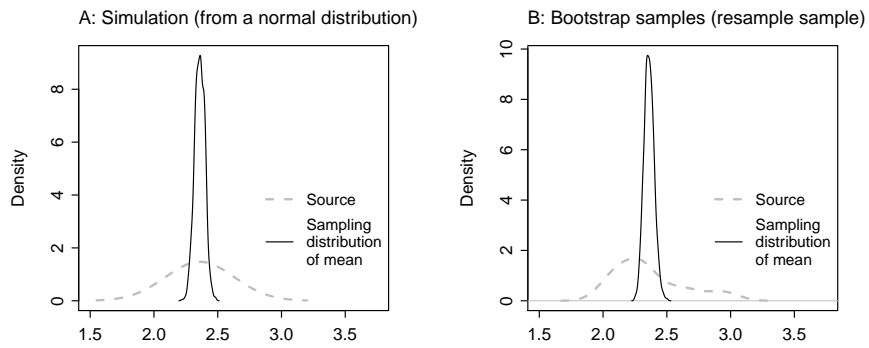 A: Simulation (from a normal distribution)
Density
8
6
4
2
0
1.5 2.0 2.5 3.0 3.5
Source
Sampling
distribution
of mean
B: Bootstrap samples (resample sample)
Density
10
8
6
4
2
0
1.5 2.0 2.5 3.0 3.5
Source
Sampling
distribution
of mean